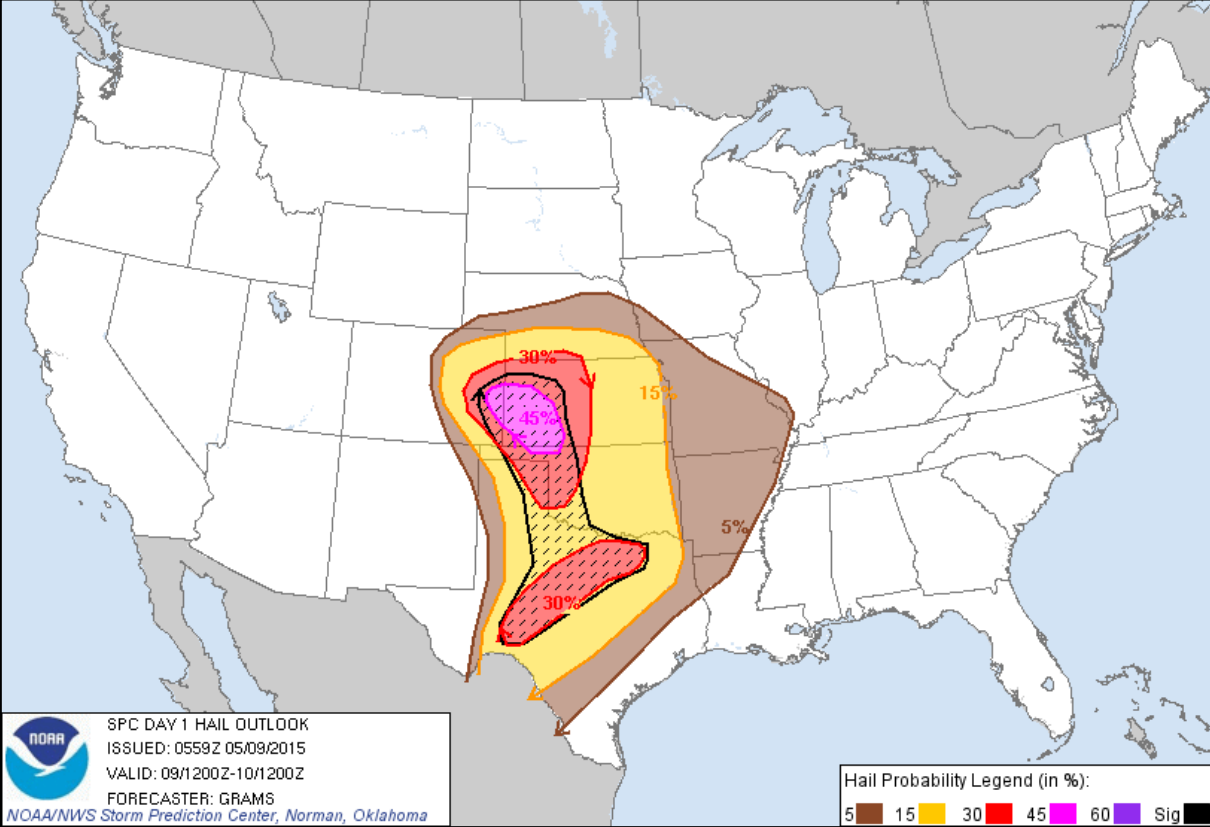 30%
15%
45%
5%
30%
SPC DAY 1 HAIL OUTLOOK
ISSUED: 0559Z 05/09/2015
VALID: 09/1200Z-10/1200Z
FORECASTER: GRAMS
NOAA/NWS Storm Prediction Center, Norman, Oklahoma
NOAA
Hail Probability Legend (in %):
5 15 30 45 60 Sig